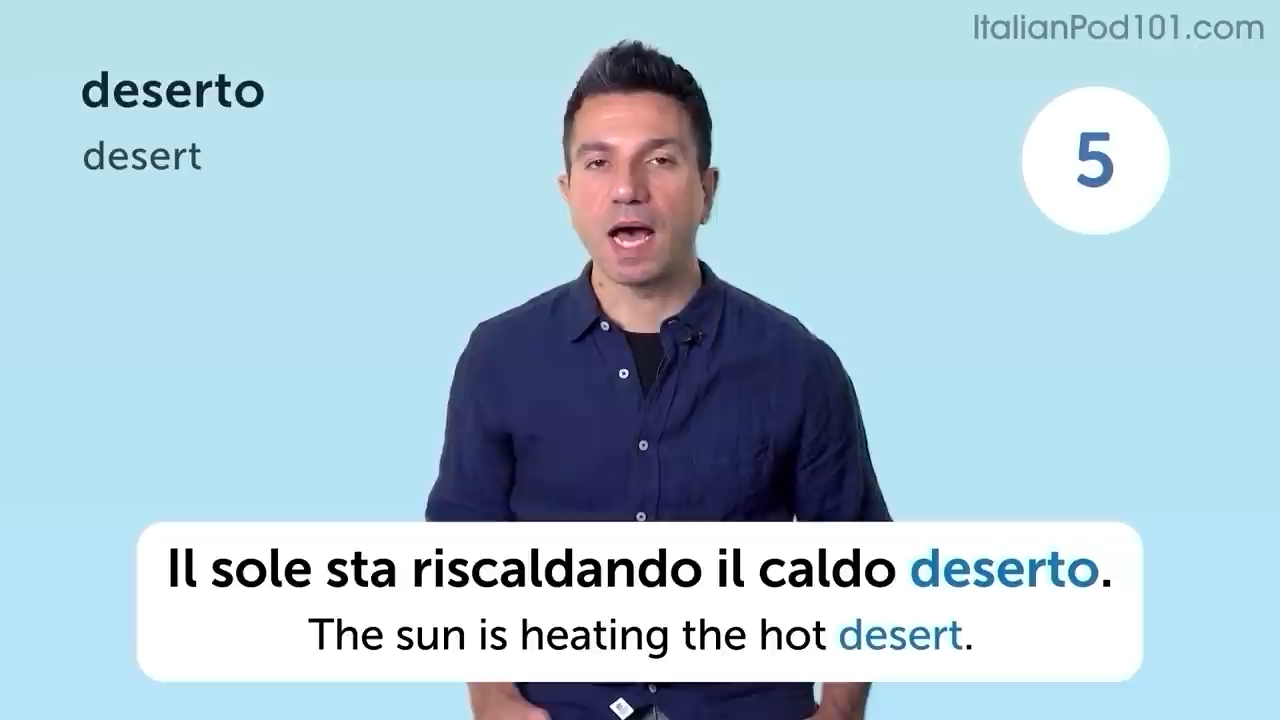 ItalianPod101.com
deserto
desert
5
Il sole sta riscaldando il caldo deserto.
The sun is heating the hot desert.